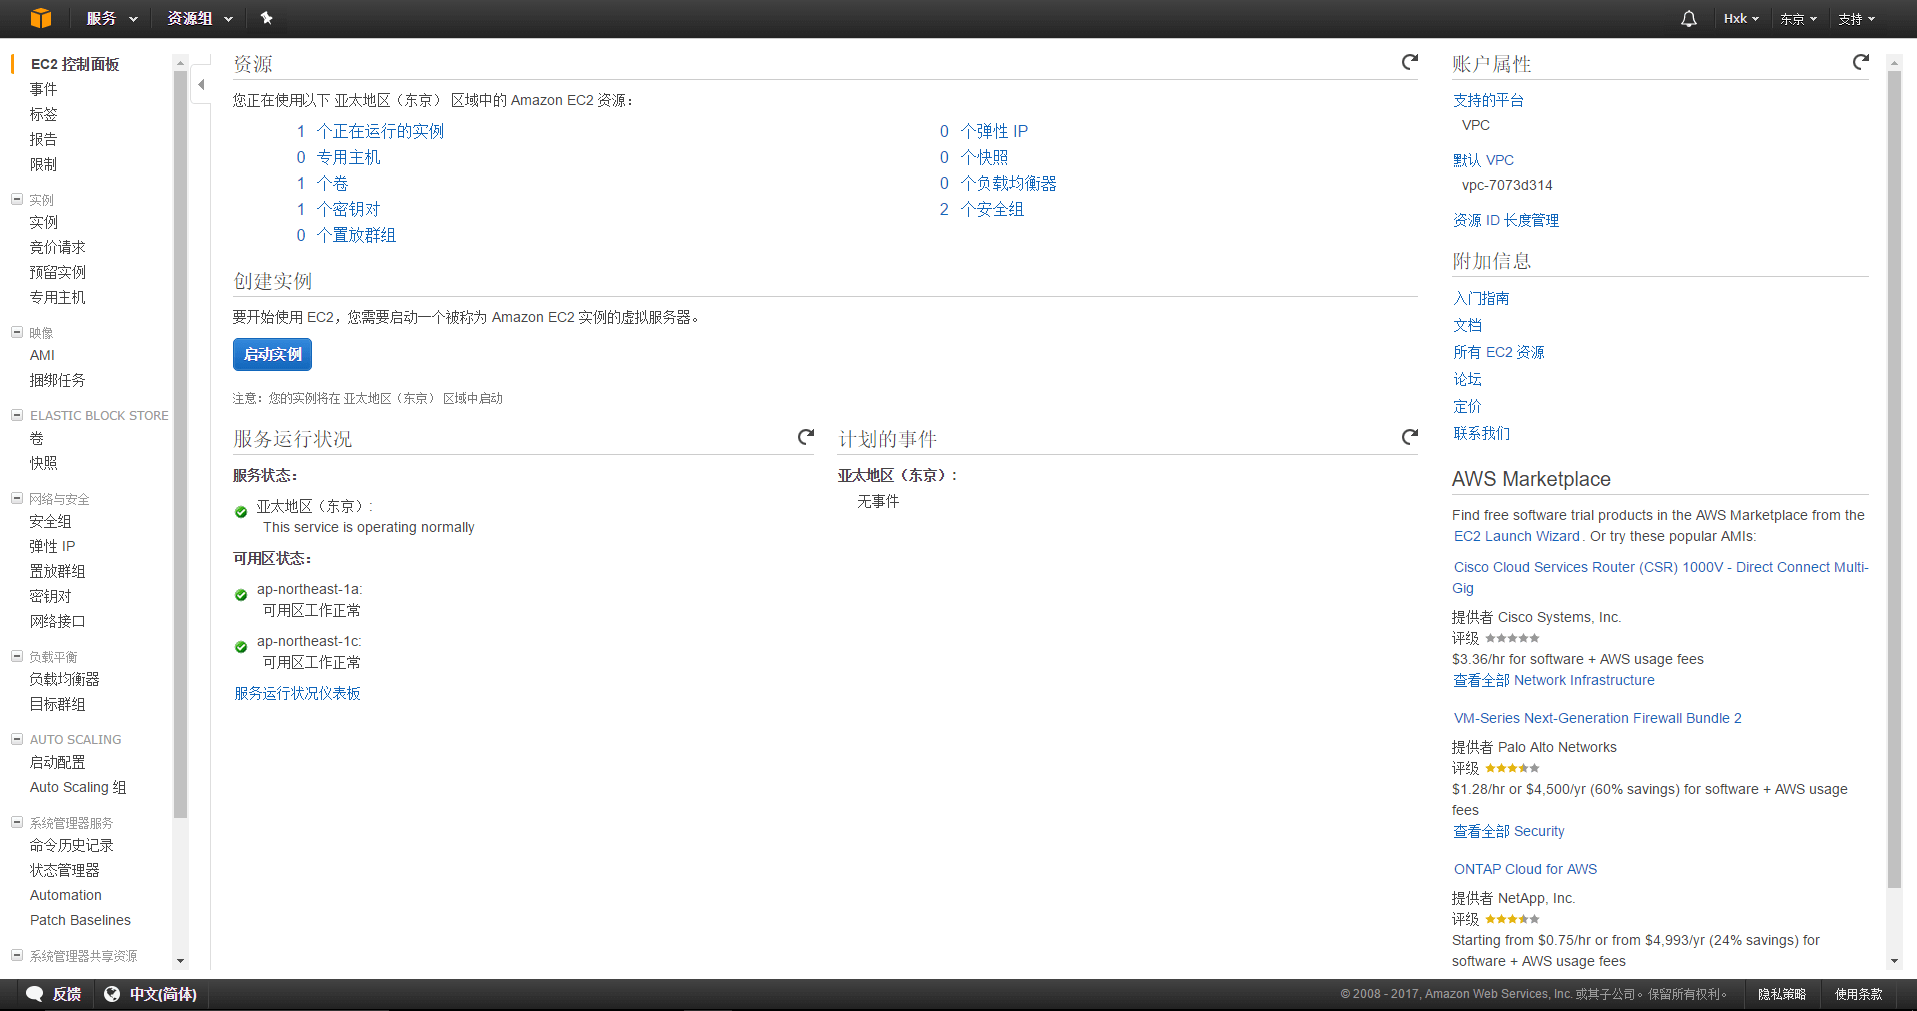 服务
资源组
Hxk
东京
支持
EC2 控制面板
事件
标签
报告
限制
实例
实例
竞价请求
预留实例
专用主机
映像
AMI
捆绑任务
ELASTIC BLOCK STORE
卷
快照
网络与安全
安全组
弹性 IP
置放群组
密钥对
网络接口
负载平衡
负载均衡器
目标群组
AUTO SCALING
启动配置
Auto Scaling 组
系统管理器服务
命令历史记录
状态管理器
Automation
Patch Baselines
系统管理器共享资源
资源
您正在使用以下 亚太地区（东京） 区域中的 Amazon EC2 资源：
1 个正在运行的实例
0 专用主机
1 个卷
1 个密钥对
0 个置放群组
0 个弹性 IP
0 个快照
0 个负载均衡器
2 个安全组
创建实例
要开始使用 EC2，您需要启动一个被称为 Amazon EC2 实例的虚拟服务器。
启动实例
注意：您的实例将在 亚太地区（东京） 区域中启动
服务运行状况
服务状态：
亚太地区（东京）:
This service is operating normally
可用区状态：
ap-northeast-1a:
可用区工作正常
ap-northeast-1c:
可用区工作正常
服务运行状况仪表板
计划的事件
亚太地区（东京）:
无事件
账户属性
支持的平台
VPC
默认 VPC
vpc-7073d314
资源 ID 长度管理
附加信息
入门指南
文档
所有 EC2 资源
论坛
定价
联系我们
AWS Marketplace
Find free software trial products in the AWS Marketplace from the
EC2 Launch Wizard. Or try these popular AMIs:
Cisco Cloud Services Router (CSR) 1000V - Direct Connect Multi-
Gig
提供者 Cisco Systems, Inc.
评级
$3.36/hr for software + AWS usage fees
查看全部 Network Infrastructure
VM-Series Next-Generation Firewall Bundle 2
提供者 Palo Alto Networks
评级
$1.28/hr or $4,500/yr (60% savings) for software + AWS usage
fees
查看全部 Security
ONTAP Cloud for AWS
提供者 NetApp, Inc.
评级
Starting from $0.75/hr or from $4,993/yr (24% savings) for
software + AWS usage fees
反馈
中文(简体)
© 2008 - 2017, Amazon Web Services, Inc. 或其子公司。保留所有权利。
隐私策略
使用条款